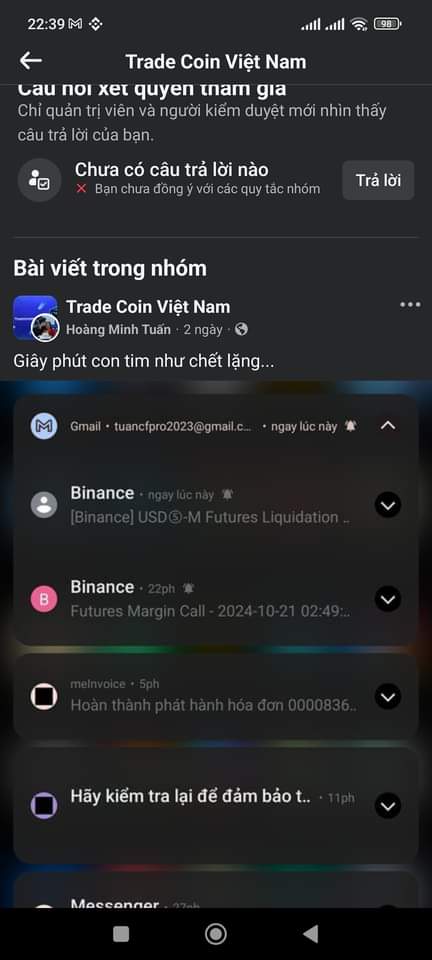 22:39
98
Trade Coin Việt Nam
Câu hỏi xét quyền tham gia
Chỉ quản trị viên và người kiểm duyệt mới nhìn thấy
câu trả lời của bạn.
Chưa có câu trả lời nào
Bạn chưa đồng ý với các quy tắc nhóm
Trả lời
Bài viết trong nhóm
Trade Coin Việt Nam
Hoàng Minh Tuấn · 2 ngày ·
Giây phút con tim như chết lặng...
Gmail • tuancfpro2023@gmail.c... • ngay lúc này
Binance • ngay lúc này
[Binance] USDⓈ-M Futures Liquidation ..
B
Binance • 22ph
Futures Margin Call - 2024-10-21 02:49:..
meInvoice • 5ph
Hoàn thành phát hành hóa đơn 0000836..
Hãy kiểm tra lại để đảm bảo t.. • 11ph
Messenger • 27ph